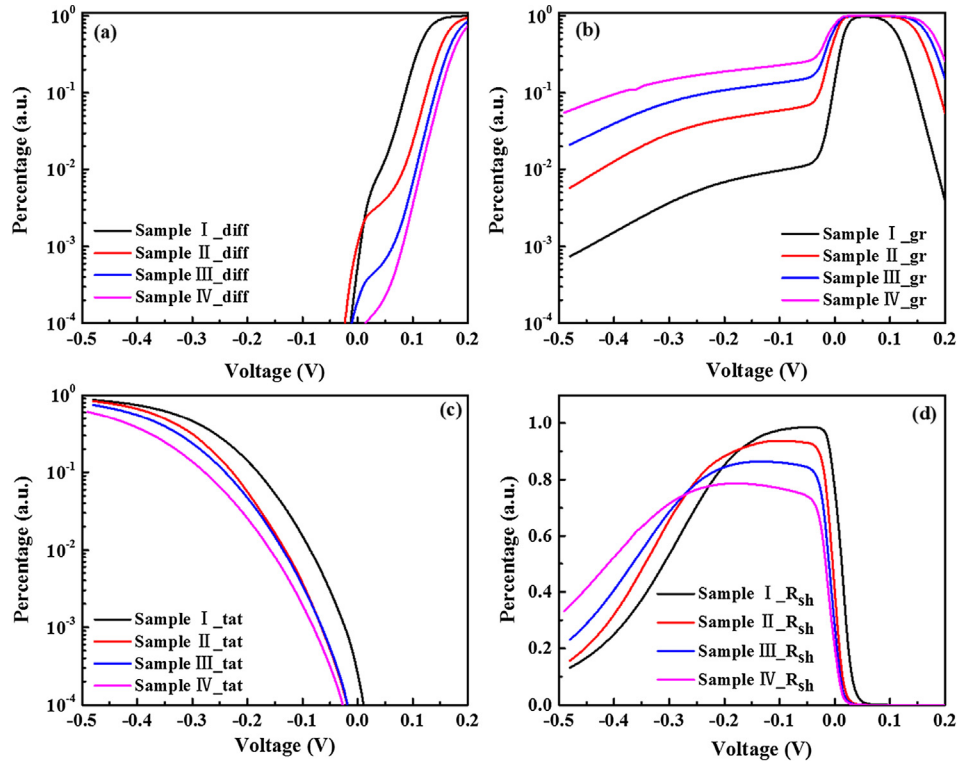 (a)
Percentage (a.u.)
10^0
10^-1
10^-2
10^-3
10^-4
Sample Ⅰ_diff
Sample Ⅱ_diff
Sample Ⅲ_diff
Sample Ⅳ_diff
-0.5 -0.4 -0.3 -0.2 -0.1 0.0 0.1 0.2
Voltage (V)
(b)
Percentage (a.u.)
10^0
10^-1
10^-2
10^-3
10^-4
Sample Ⅰ_gr
Sample Ⅱ_gr
Sample Ⅲ_gr
Sample Ⅳ_gr
-0.5 -0.4 -0.3 -0.2 -0.1 0.0 0.1 0.2
Voltage (V)
(c)
Percentage (a.u.)
10^0
10^-1
10^-2
10^-3
10^-4
Sample Ⅰ_tat
Sample Ⅱ_tat
Sample Ⅲ_tat
Sample Ⅳ_tat
-0.5 -0.4 -0.3 -0.2 -0.1 0.0 0.1 0.2
Voltage (V)
(d)
Percentage (a.u.)
1.0
0.8
0.6
0.4
0.2
0.0
Sample Ⅰ_R_Sh
Sample Ⅱ_R_Sh
Sample Ⅲ_R_Sh
Sample Ⅳ_R_Sh
-0.5 -0.4 -0.3 -0.2 -0.1 0.0 0.1 0.2
Voltage (V)